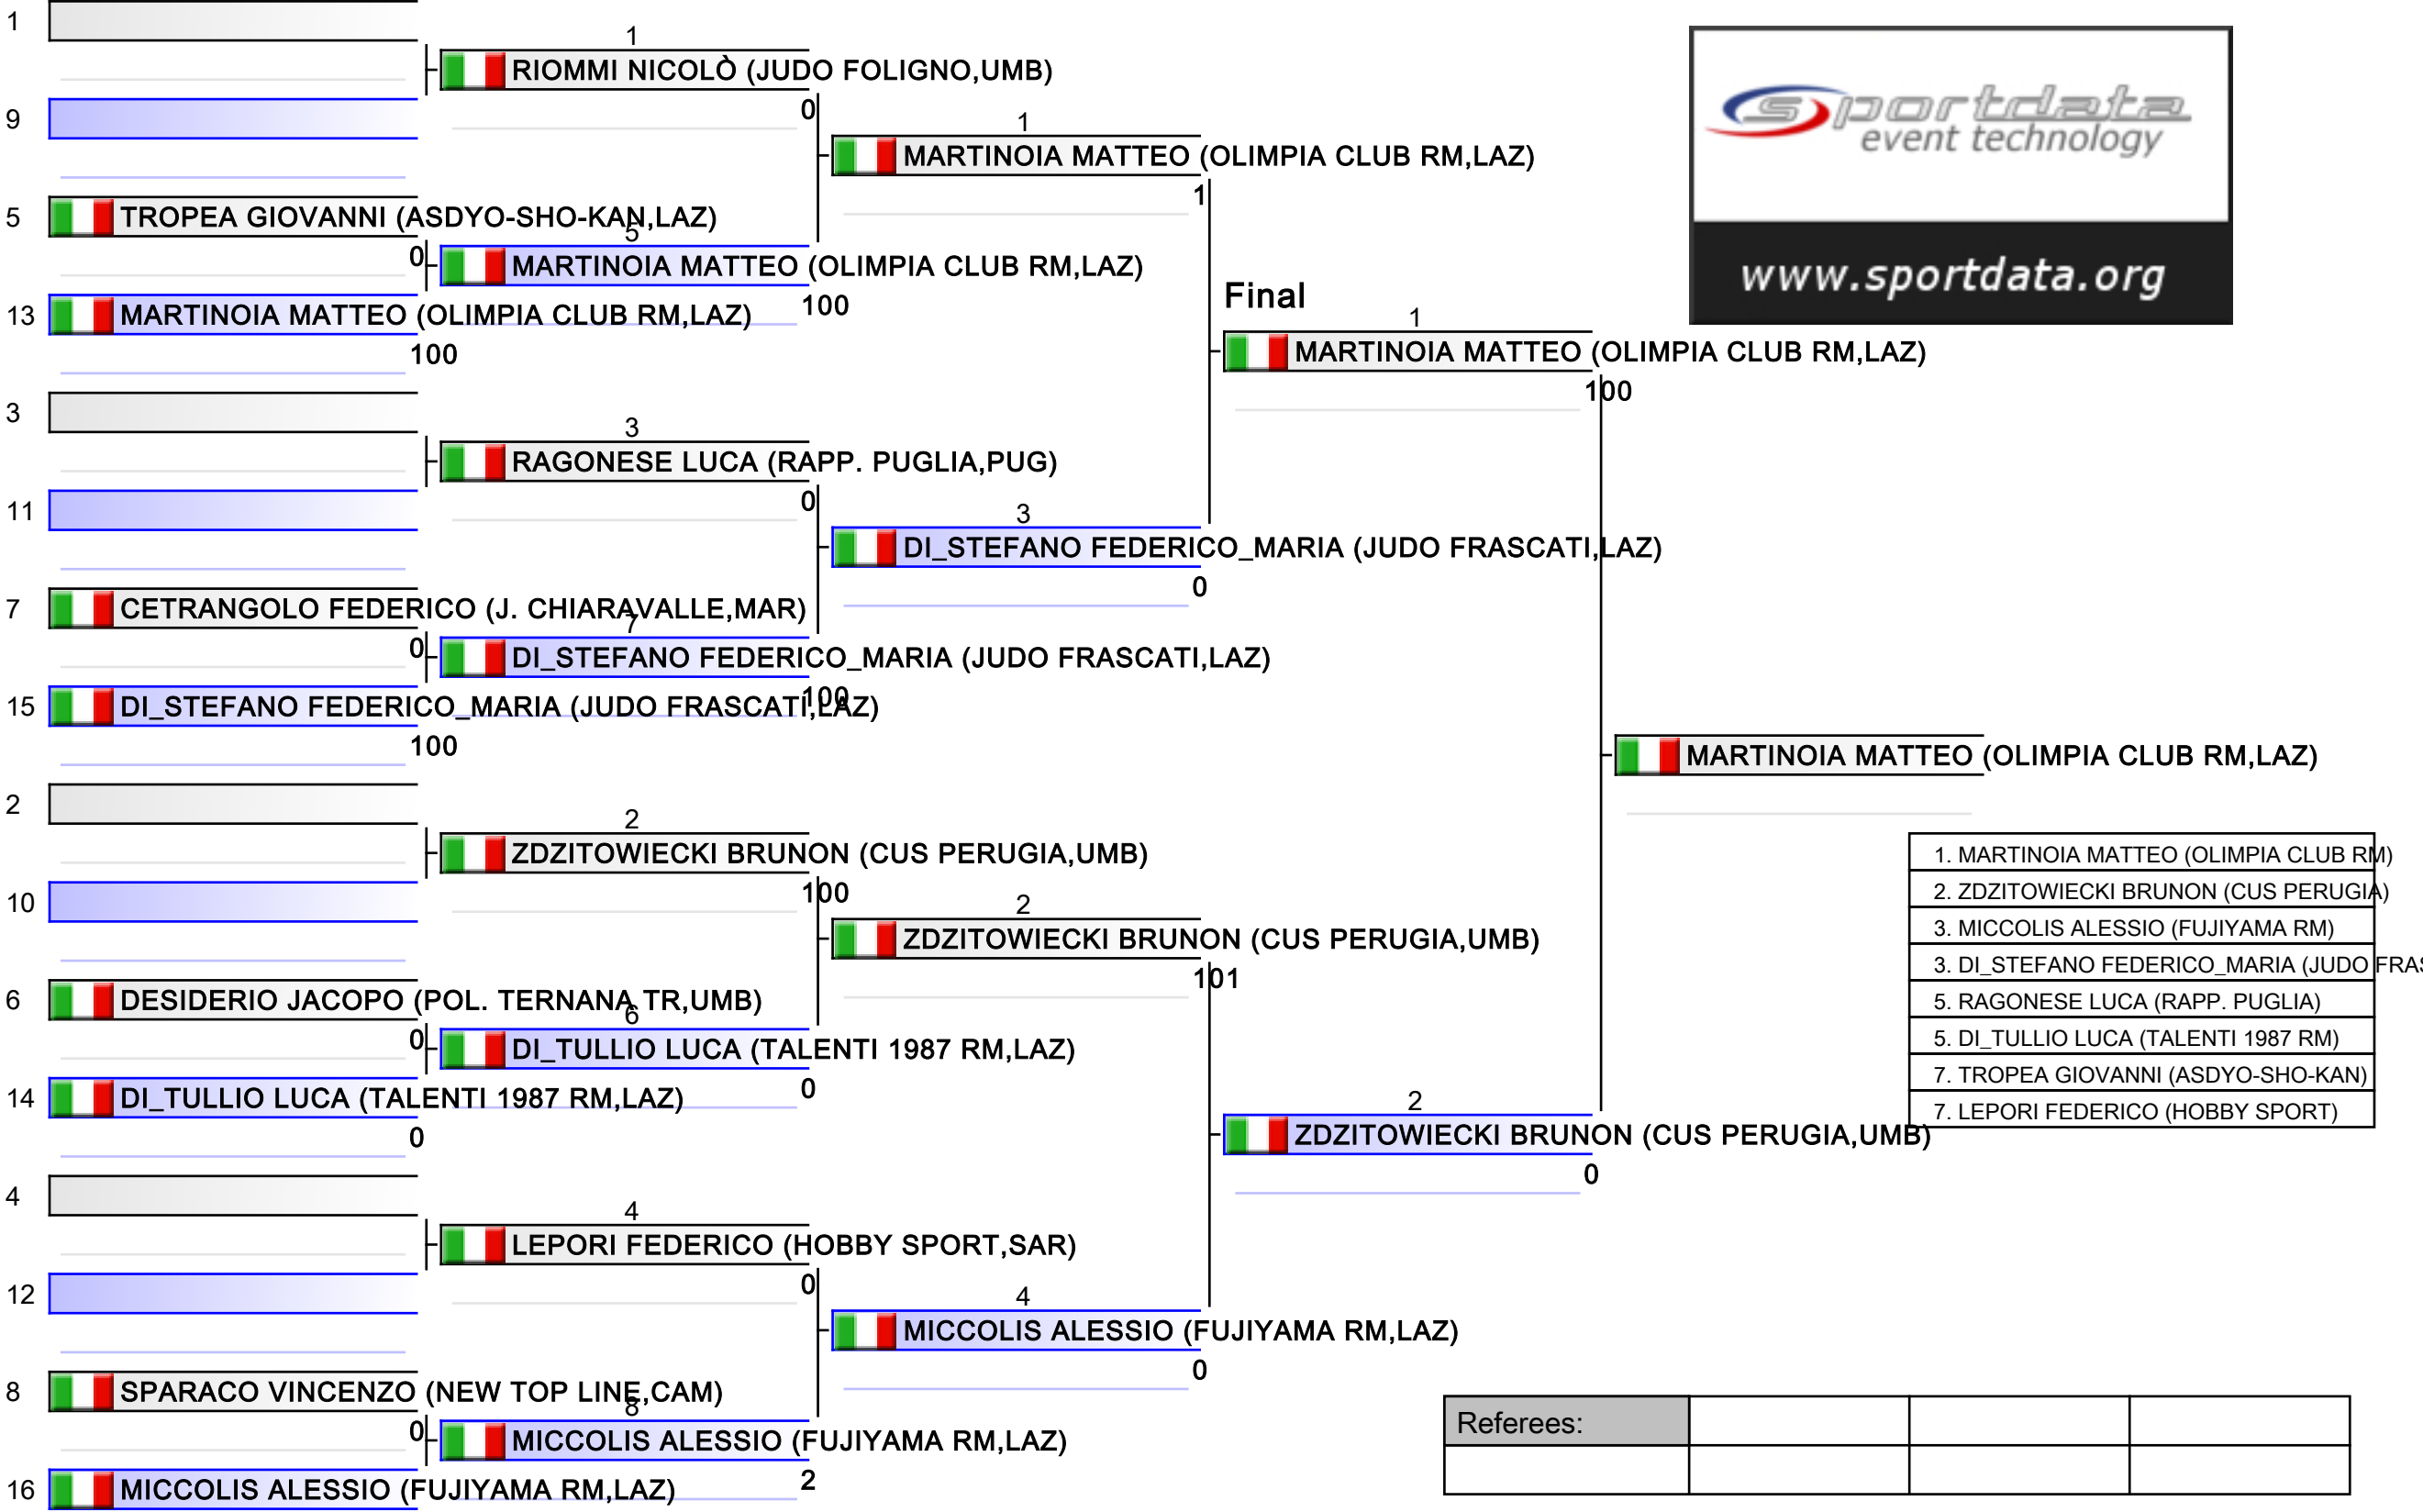 1
9
5 TROPEA GIOVANNI (ASDYO-SHO-KAN,LAZ)
0
13 MARTINOIA MATTEO (OLIMPIA CLUB RM,LAZ)
100
3
11
7 CETRANGOLO FEDERICO (J. CHIARAVALLE,MAR)
0
15 DI_STEFANO FEDERICO_MARIA (JUDO FRASCATI,LAZ)
100
2
10
6 DESIDERIO JACOPO (POL. TERNANA TR,UMB)
0
14 DI_TULLIO LUCA (TALENTI 1987 RM,LAZ)
0
4
12
8 SPARACO VINCENZO (NEW TOP LINE,CAM)
0
16 MICCOLIS ALESSIO (FUJIYAMA RM,LAZ)
1
RIOMMI NICOLÒ (JUDO FOLIGNO,UMB)
0
5
MARTINOIA MATTEO (OLIMPIA CLUB RM,LAZ)
100
3
RAGONESE LUCA (RAPP. PUGLIA,PUG)
0
7
DI_STEFANO FEDERICO_MARIA (JUDO FRASCATI,LAZ)
100
2
ZDZITOWIECKI BRUNON (CUS PERUGIA,UMB)
100
6
DI_TULLIO LUCA (TALENTI 1987 RM,LAZ)
0
4
LEPORI FEDERICO (HOBBY SPORT,SAR)
0
8
MICCOLIS ALESSIO (FUJIYAMA RM,LAZ)
2
1
MARTINOIA MATTEO (OLIMPIA CLUB RM,LAZ)
1
3
DI_STEFANO FEDERICO_MARIA (JUDO FRASCATI,LAZ)
0
2
ZDZITOWIECKI BRUNON (CUS PERUGIA,UMB)
101
4
MICCOLIS ALESSIO (FUJIYAMA RM,LAZ)
0
Final
1
MARTINOIA MATTEO (OLIMPIA CLUB RM,LAZ)
100
2
ZDZITOWIECKI BRUNON (CUS PERUGIA,UMB)
0
MARTINOIA MATTEO (OLIMPIA CLUB RM,LAZ)
sportdata
event technology
www.sportdata.org
1. MARTINOIA MATTEO (OLIMPIA CLUB RM)
2. ZDZITOWIECKI BRUNON (CUS PERUGIA)
3. MICCOLIS ALESSIO (FUJIYAMA RM)
3. DI_STEFANO FEDERICO_MARIA (JUDO FRAS
5. RAGONESE LUCA (RAPP. PUGLIA)
5. DI_TULLIO LUCA (TALENTI 1987 RM)
7. TROPEA GIOVANNI (ASDYO-SHO-KAN)
7. LEPORI FEDERICO (HOBBY SPORT)
Referees: